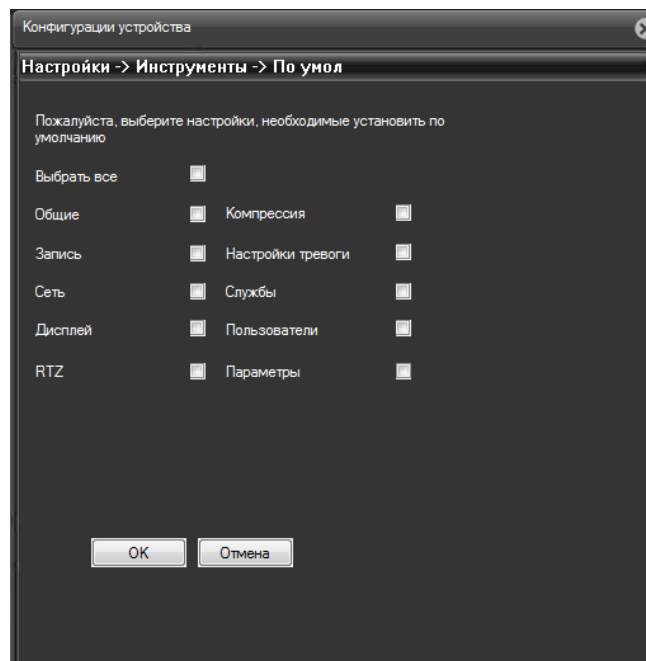 Конфигурации устройства
Настройки -> Инструменты -> По умол
Пожалуйста, выберите настройки, необходимые установить по
умолчанию
Выбрать все
Общие Компрессия
Запись Настройки тревоги
Сеть Службы
Дисплей Пользователи
RTZ Параметры
OK Отмена